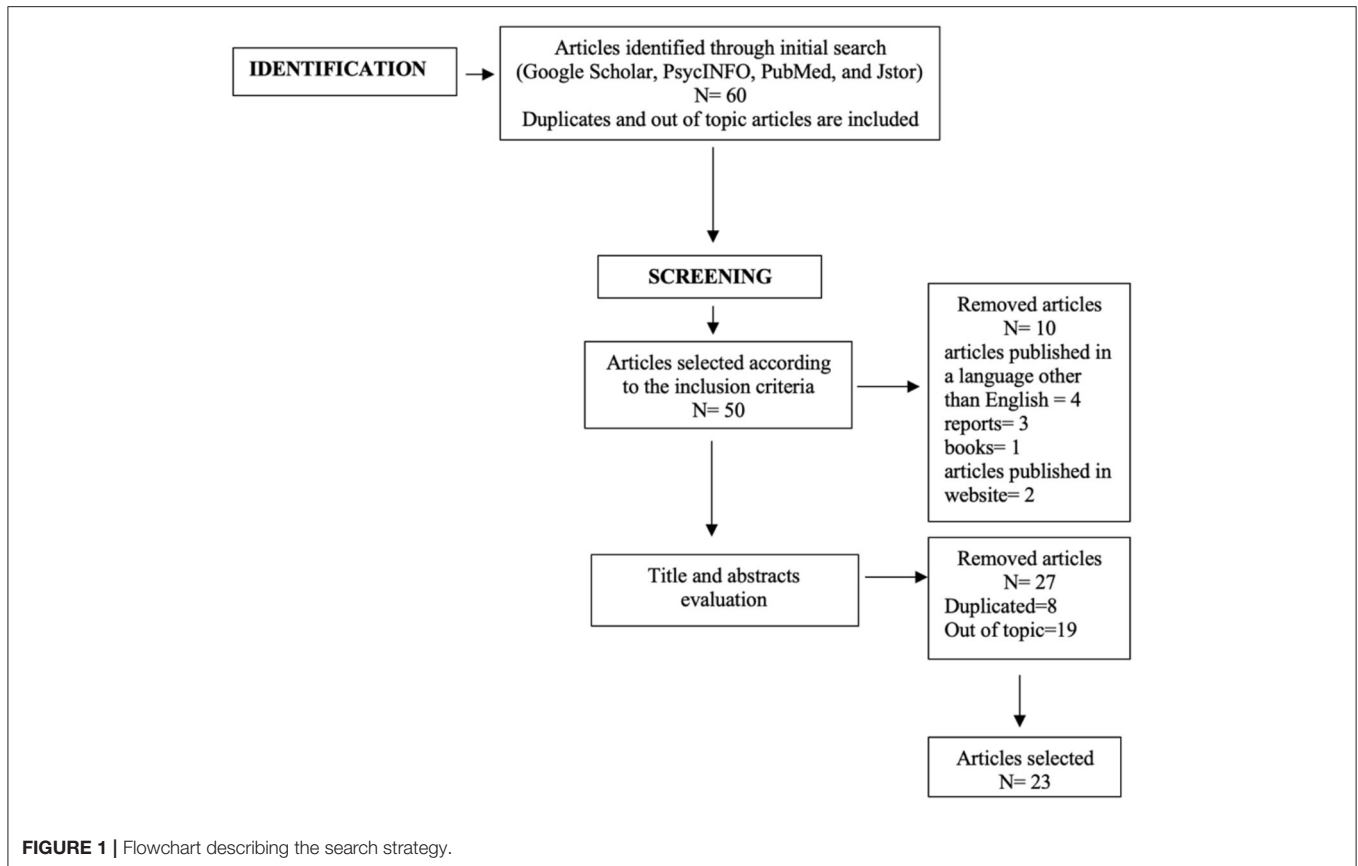 IDENTIFICATION
Articles identified through initial search
(Google Scholar, PsycINFO, PubMed, and Jstor)
N= 60
Duplicates and out of topic articles are included
SCREENING
Articles selected according
to the inclusion criteria
N= 50
Removed articles
N= 10
articles published in
a language other
than English = 4
reports= 3
books= 1
articles published in
website= 2
Title and abstracts
evaluation
Removed articles
N= 27
Duplicated=8
Out of topic=19
Articles selected
N= 23
FIGURE 1 | Flowchart describing the search strategy.